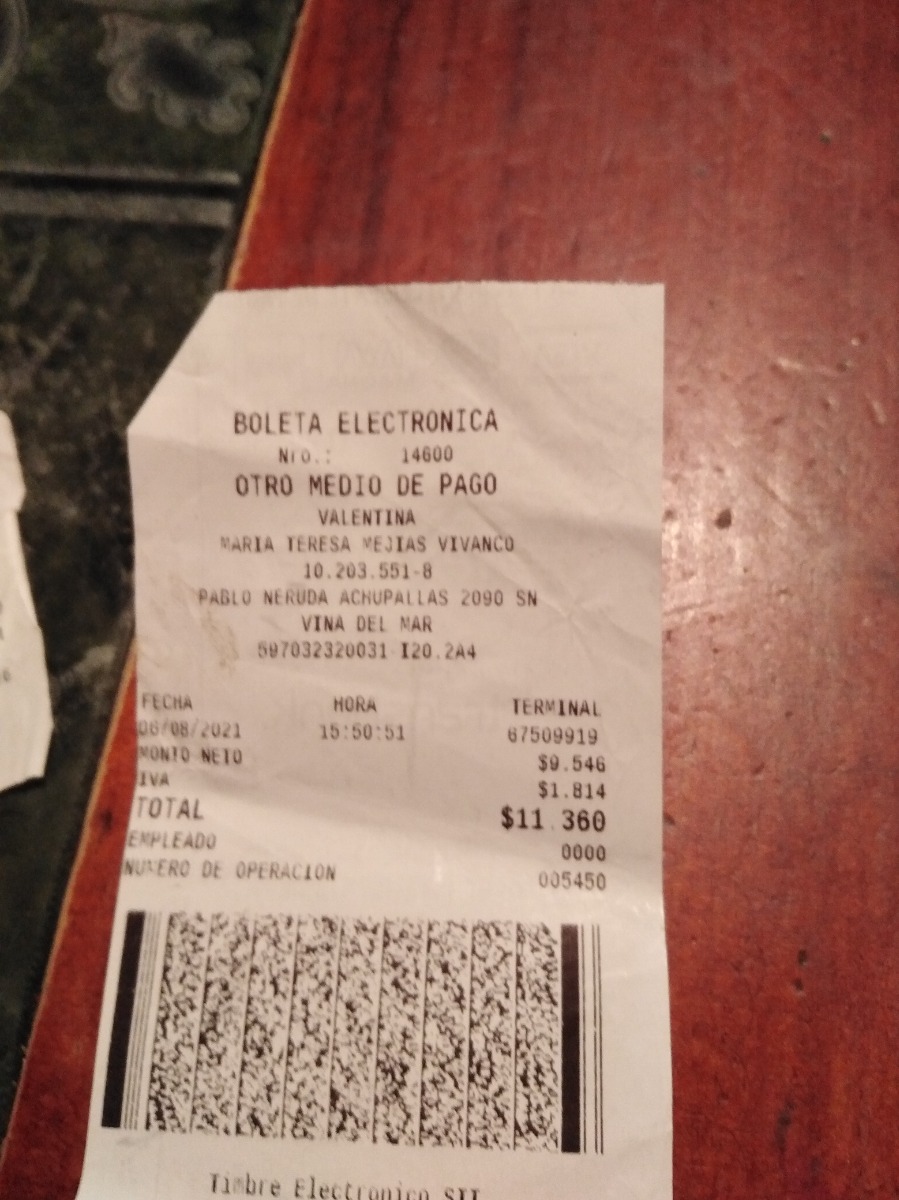 BOLETA ELECTRONICA
Nro.: 14600
OTRO MEDIO DE PAGO
VALENTINA
MARIA TERESA MEJIAS VIVANCO
10.203.551-8
PABLO NERUDA ACHUPALLAS 2090 SN
VINA DEL MAR
597032320031 I20.2A4
FECHA HORA TERMINAL
06/08/2021 15:50:51 67509919
MONTO NETO $9.546
IVA $1.814
TOTAL $11.360
EMPLEADO 0000
NUMERO DE OPERACION 005450
Timbre Electronico SII